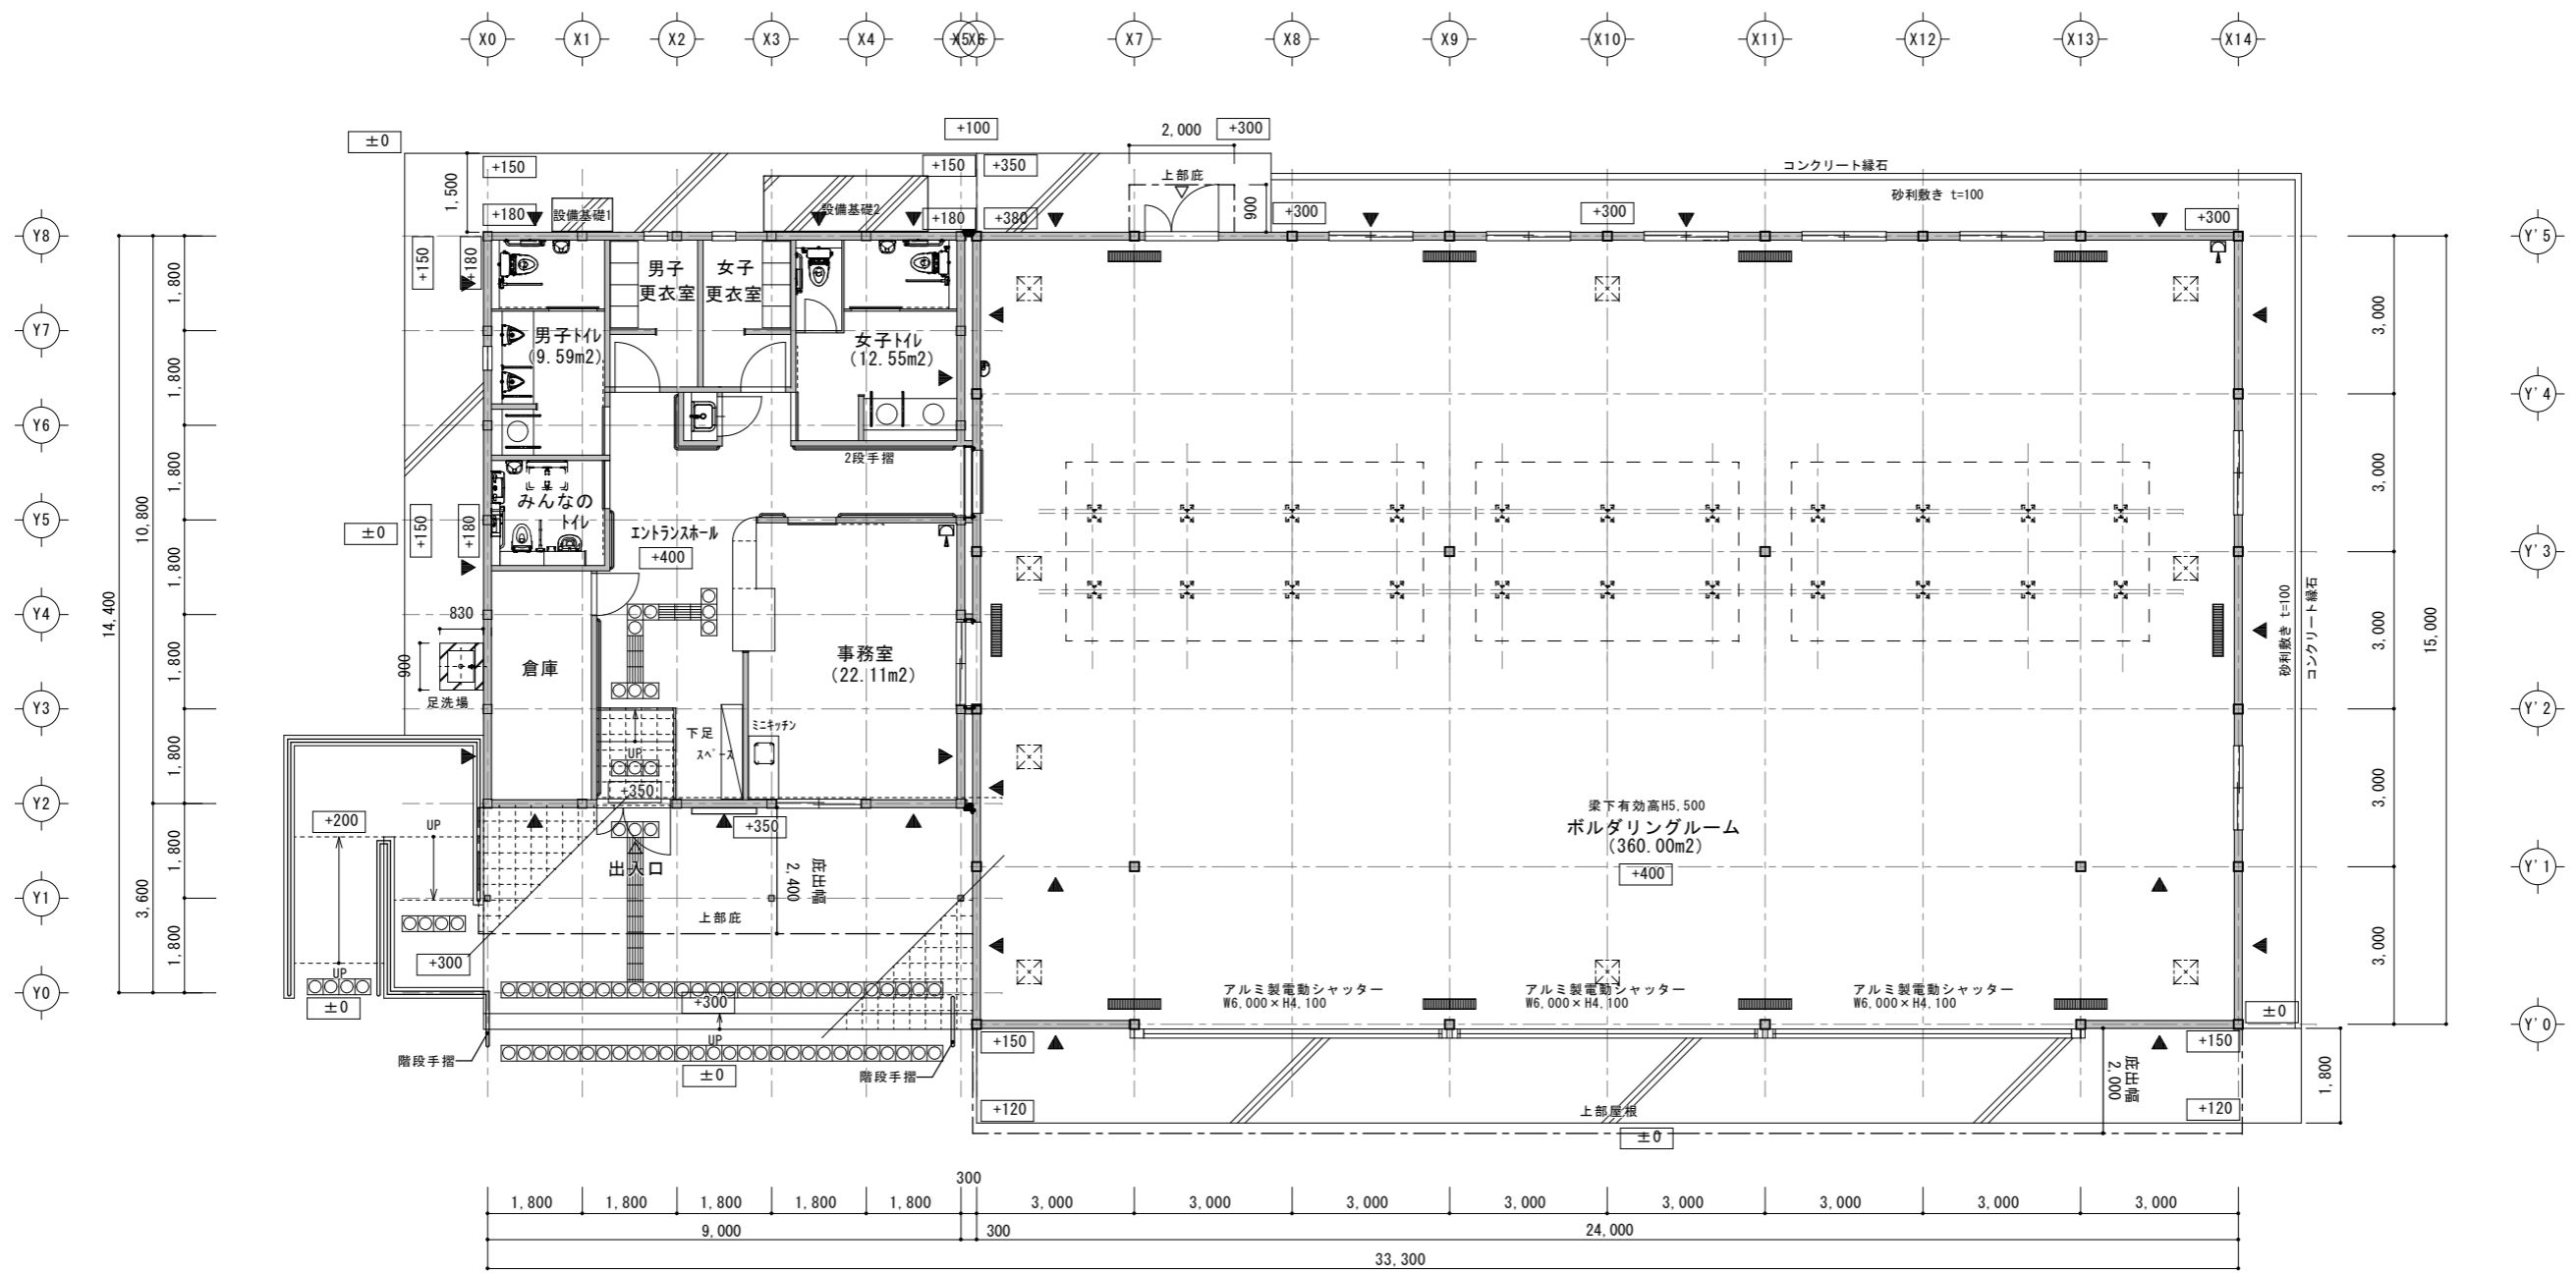 X0 X1 X2 X3 X4 X5 X6 X7 X8 X9 X10 X11 X12 X13 X14
±0
+100
2,000
+300
+150
+150
+350
上部庇
コンクリート縁石
1,500
砂利敷き t=100
900
+180
設備基礎1
設備基礎2
+180
+380
+300
+300
+300
Y8
Y'5
+150
+180
男子
更衣室
女子
更衣室
1,800
3,000
Y7
男子トイレ
(9.59m2)
女子トイレ
(12.55m2)
1,800
Y'4
Y6
2段手摺
1,800
3,000
10,800
みんなの
トイレ
Y5
±0
+150
+180
エントランスホール
+400
Y'3
1,800
14,400
830
Y4
砂利敷き t=100
コンクリート縁石
3,000
15,000
900
倉庫
事務室
(22.11m2)
1,800
足洗場
Y3
下足
スペース
ミニキッチン
Y'2
UP
1,800
+350
Y2
3,000
梁下有効高H5,500
ボルダリングルーム
(360.00m2)
+400
+200
UP
+350
出入口
2,400
庇出幅
1,800
Y'1
3,600
Y1
上部庇
1,800
+300
3,000
UP
±0
Y0
+300
アルミ製電動シャッター
W6,000×H4,100
アルミ製電動シャッター
W6,000×H4,100
アルミ製電動シャッター
W6,000×H4,100
±0
Y'0
UP
階段手摺
±0
階段手摺
+150
+150
庇出幅
2,000
1,800
+120
上部屋根
+120
±0
300
1,800 1,800 1,800 1,800 1,800 3,000 3,000 3,000 3,000 3,000 3,000 3,000 3,000
9,000 300 24,000
33,300